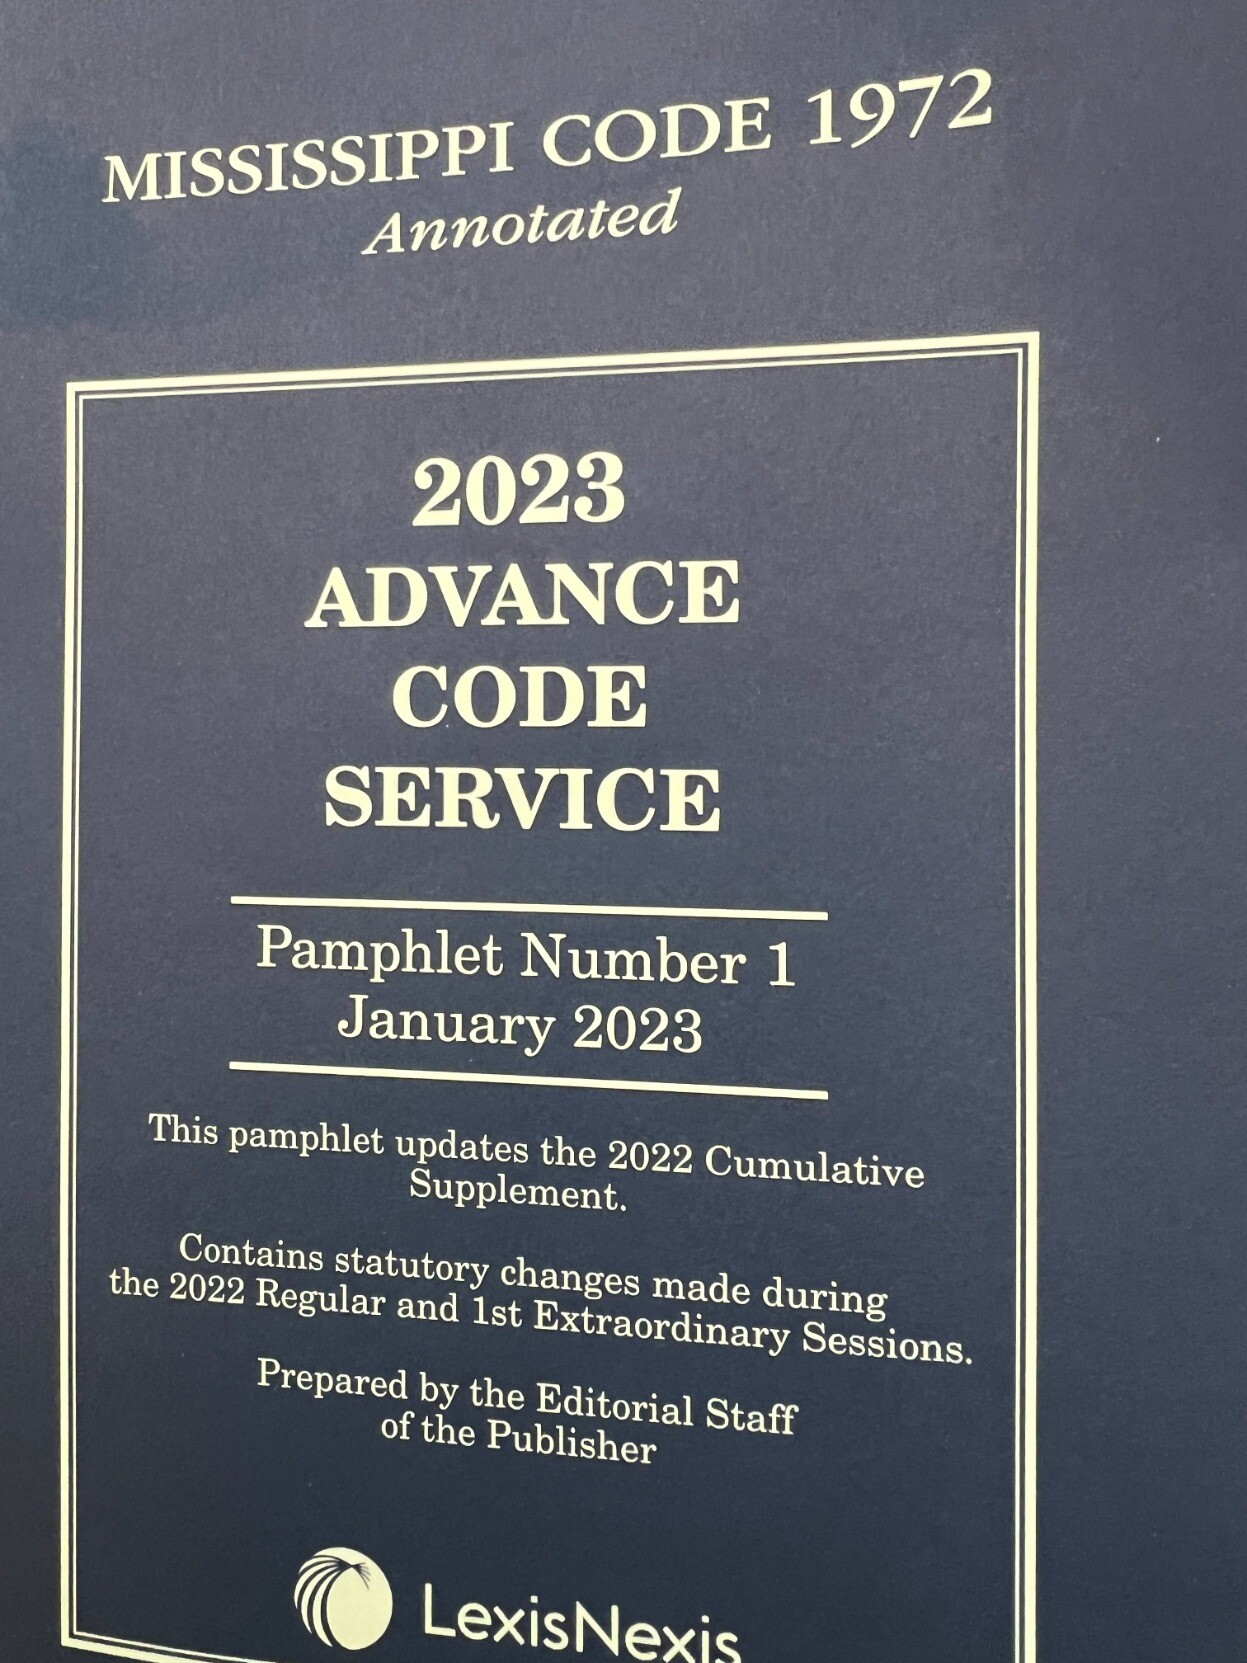 MISSISSIPPI CODE 1972
Annotated
2023
ADVANCE
CODE
SERVICE
Pamphlet Number 1
January 2023
This pamphlet updates the 2022 Cumulative
Supplement.
Contains statutory changes made during
the 2022 Regular and 1st Extraordinary Sessions.
Prepared by the Editorial Staff
of the Publisher
LexisNexis